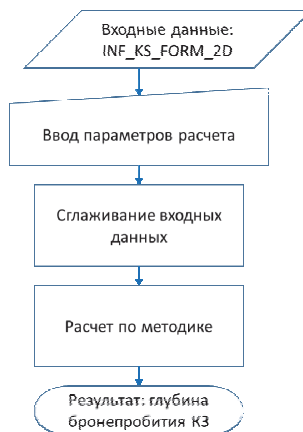 Входные данные:
INF_KS_FORM_2D
Ввод параметров расчета
Сглаживание входных
данных
Расчет по методике
Результат: глубина
бронепробития КЗ